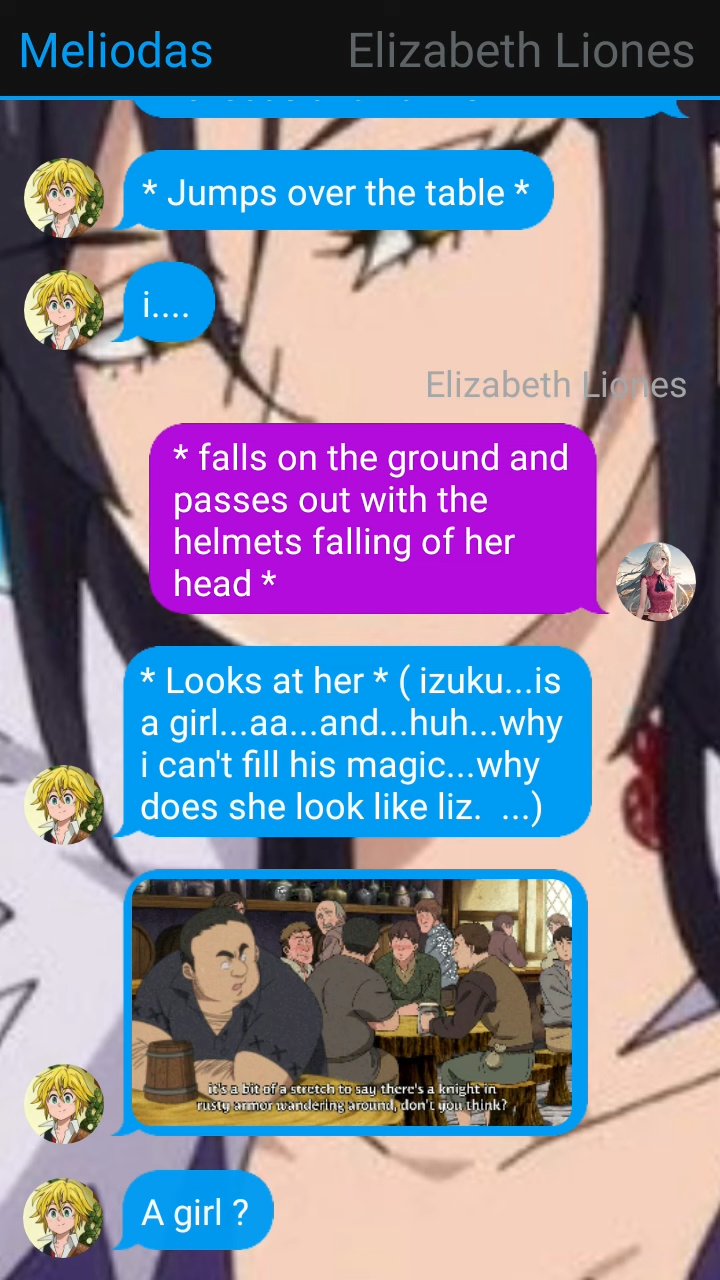 Meliodas Elizabeth Liones
* Jumps over the table *
i....
Elizabeth Liones
* falls on the ground and
passes out with the
helmets falling of her
head *
* Looks at her * ( izuku...is
a girl...aa...and...huh...why
i can't fill his magic...why
does she look like liz.  ...)
it's a bit of a stretch to say there's a knight in
rusty armor wandering around, don't you think?
A girl ?